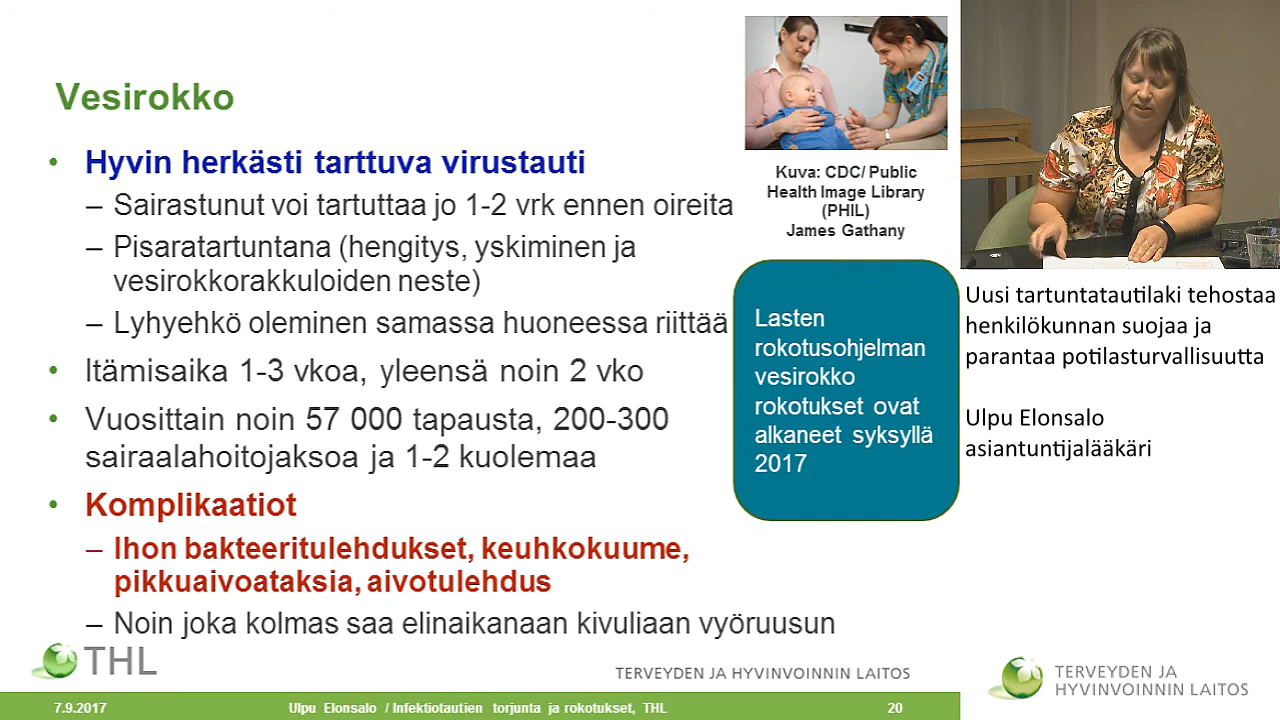 Vesirokko
• Hyvin herkästi tarttuva virustauti
– Sairastunut voi tartuttaa jo 1-2 vrk ennen oireita
– Pisaratartuntana (hengitys, yskiminen ja
vesirokkorakkuloiden neste)
– Lyhyehkö oleminen samassa huoneessa riittää
• Itämisaika 1-3 vkoa, yleensä noin 2 vko
• Vuosittain noin 57 000 tapausta, 200-300
sairaalahoitojaksoa ja 1-2 kuolemaa
• Komplikaatiot
– Ihon bakteeritulehdukset, keuhkokuume,
pikkuaivoataksia, aivotulehdus
– Noin joka kolmas saa elinaikanaan kivuliaan vyöruusun
Kuva: CDC/ Public
Health Image Library
(PHIL)
James Gathany
Lasten
rokotusohjelman
vesirokko
rokotukset ovat
alkaneet syksyllä
2017
Uusi tartuntatautilaki tehostaa
henkilökunnan suojaa ja
parantaa potilasturvallisuutta
Ulpu Elonsalo
asiantuntijalääkäri
THL
TERVEYDEN JA HYVINVOINNIN LAITOS
TERVEYDEN JA
HYVINVOINNIN LAITOS
7.9.2017
Ulpu Elonsalo / Infektiotautien torjunta ja rokotukset, THL
20